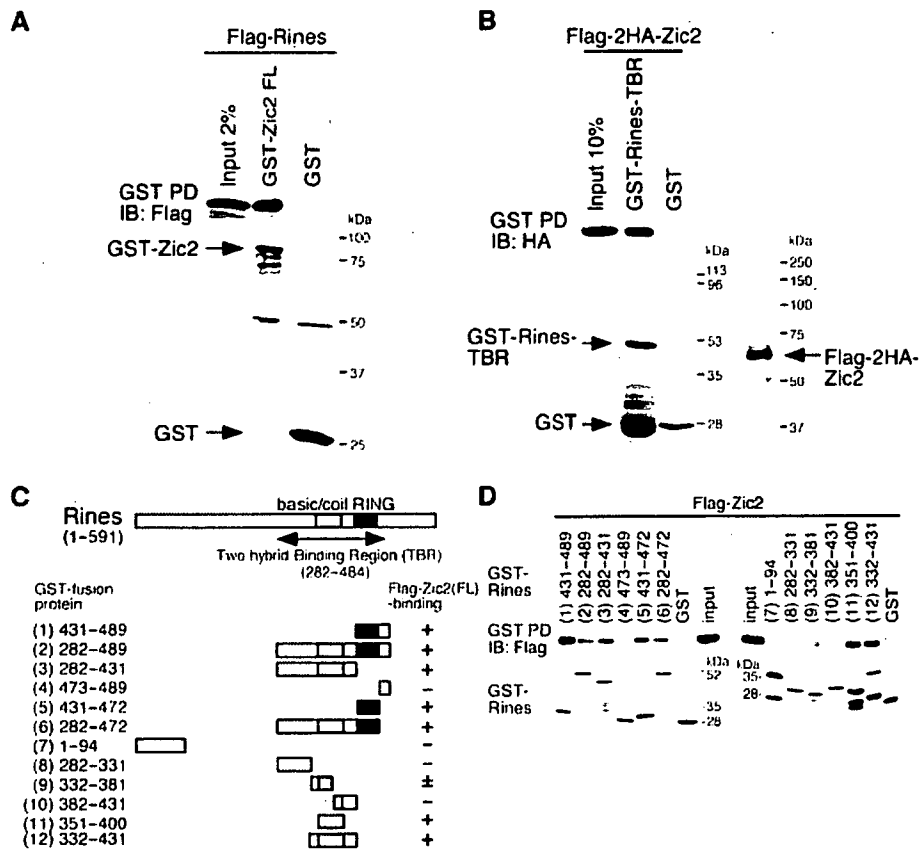 A
Flag-Rines
Input 2%
GST-Zic2 FL
GST
GST PD
IB: Flag
GST-Zic2
GST
kDa
-100
-75
-50
-37
-25
B
Flag-2HA-Zic2
Input 10%
GST-Rines-TBR
GST
GST PD
IB: HA
GST-Rines-
TBR
GST
kDa
-113
-96
-53
-35
-28
kDa
-250
-150
-100
-75
-50
-37
Flag-2HA-
Zic2
C
basic/coil RING
Rines
(1-591)
Two hybrid Binding Region (TBR)
(282-484)
GST-fusion
protein
Flag-Zic2(FL)
-binding
(1) 431-489 +
(2) 282-489 +
(3) 282-431 +
(4) 473-489 −
(5) 431-472 +
(6) 282-472 +
(7) 1-94 −
(8) 282-331 −
(9) 332-381 ±
(10) 382-431 −
(11) 351-400 +
(12) 332-431 +
D
Flag-Zic2
GST-
Rines
(1) 431-489
(2) 282-489
(3) 282-431
(4) 473-489
(5) 431-472
(6) 282-472
GST
input
input
(7) 1-94
(8) 282-331
(9) 332-381
(10) 382-431
(11) 351-400
(12) 332-431
GST
GST PD
IB: Flag
GST-
Rines
kDa
-52
-35
-28
kDa
35-
28-